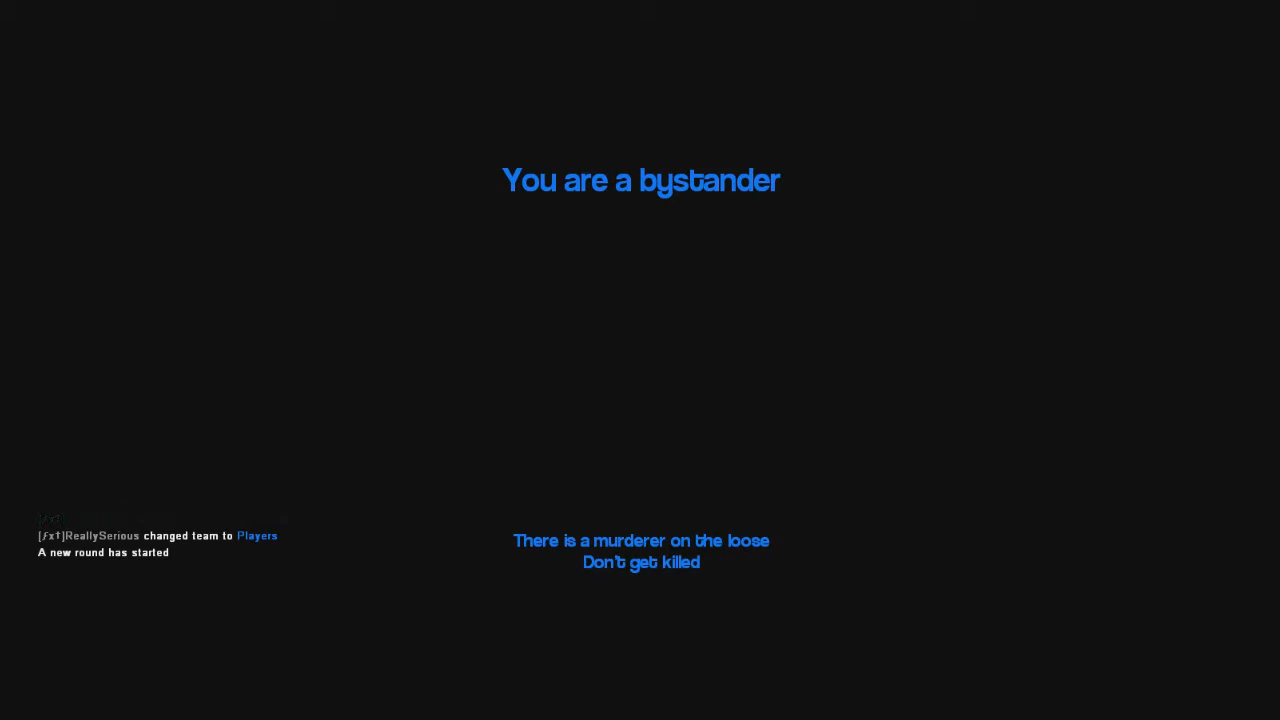 You are a bystander
[ƒx†]ReallySerious changed team to Players
A new round has started
There is a murderer on the loose
Don't get killed